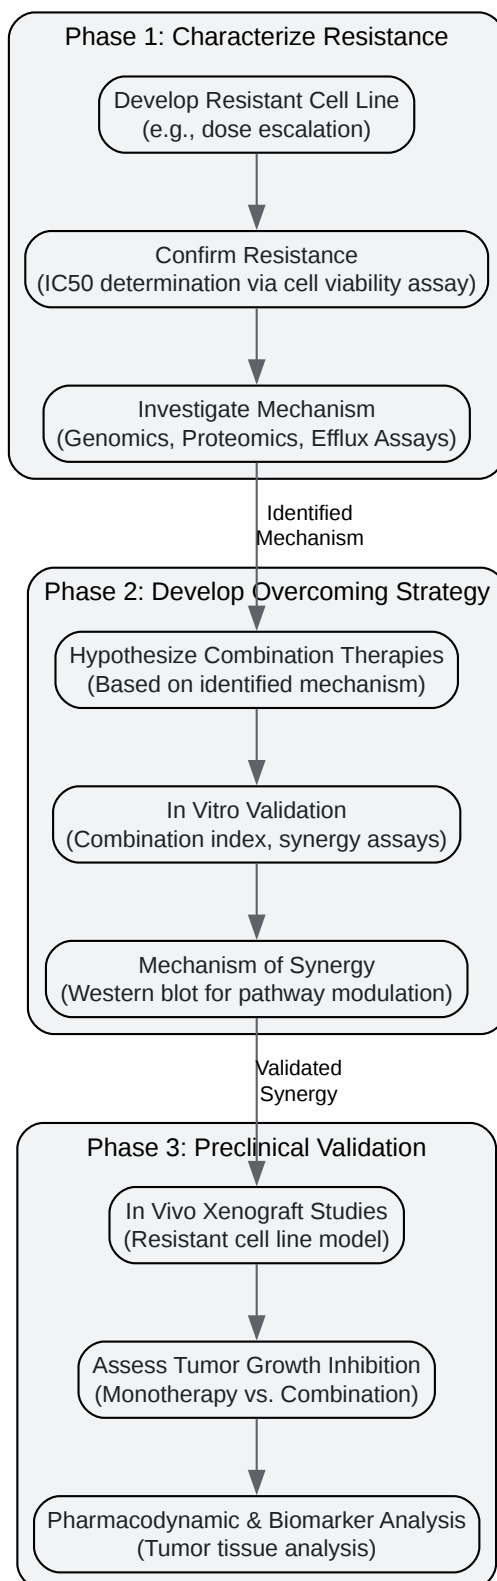 Phase 1: Characterize Resistance
Develop Resistant Cell Line
(e.g., dose escalation)
Confirm Resistance
(IC50 determination via cell viability assay)
Investigate Mechanism
(Genomics, Proteomics, Efflux Assays)
Identified
Mechanism
Phase 2: Develop Overcoming Strategy
Hypothesize Combination Therapies
(Based on identified mechanism)
In Vitro Validation
(Combination index, synergy assays)
Mechanism of Synergy
(Western blot for pathway modulation)
Validated
Synergy
Phase 3: Preclinical Validation
In Vivo Xenograft Studies
(Resistant cell line model)
Assess Tumor Growth Inhibition
(Monotherapy vs. Combination)
Pharmacodynamic & Biomarker Analysis
(Tumor tissue analysis)